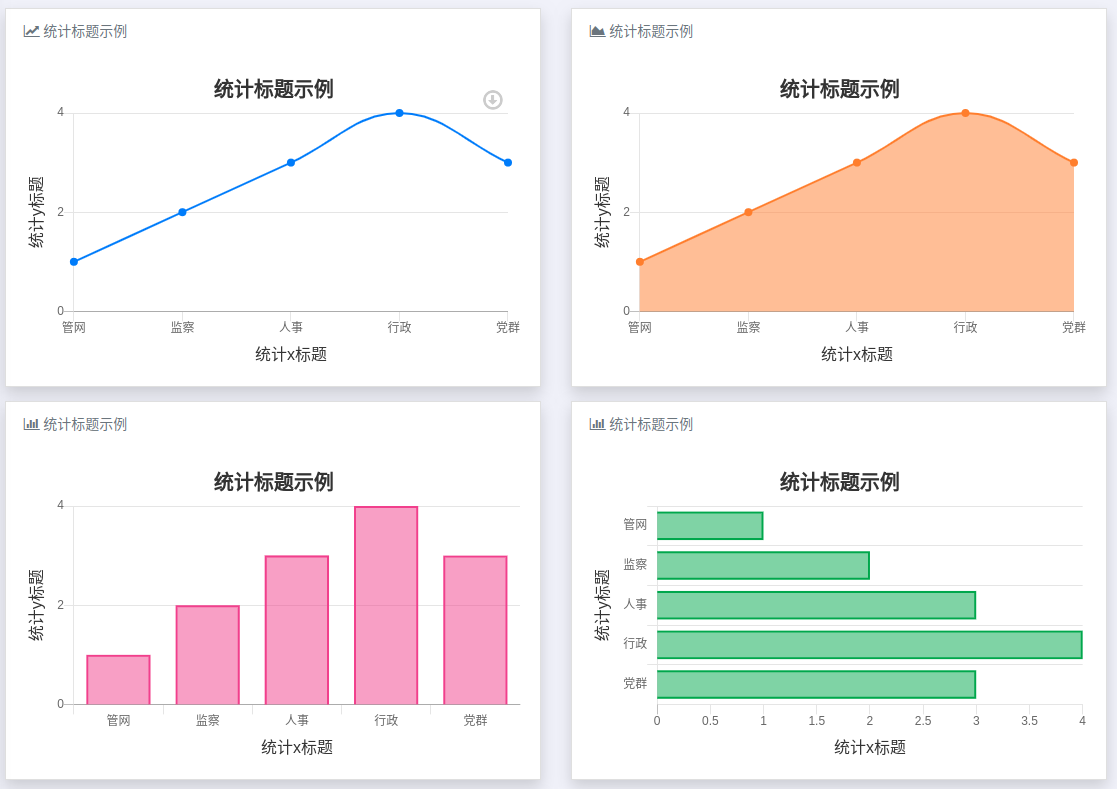 统计标题示例
统计标题示例
4
2
0
统计y标题
管网 监察 人事 行政 党群
统计x标题
统计标题示例
统计标题示例
4
2
0
统计y标题
管网 监察 人事 行政 党群
统计x标题
统计标题示例
统计标题示例
4
2
0
统计y标题
管网 监察 人事 行政 党群
统计x标题
统计标题示例
统计标题示例
统计y标题
管网
监察
人事
行政
党群
0 0.5 1 1.5 2 2.5 3 3.5 4
统计x标题